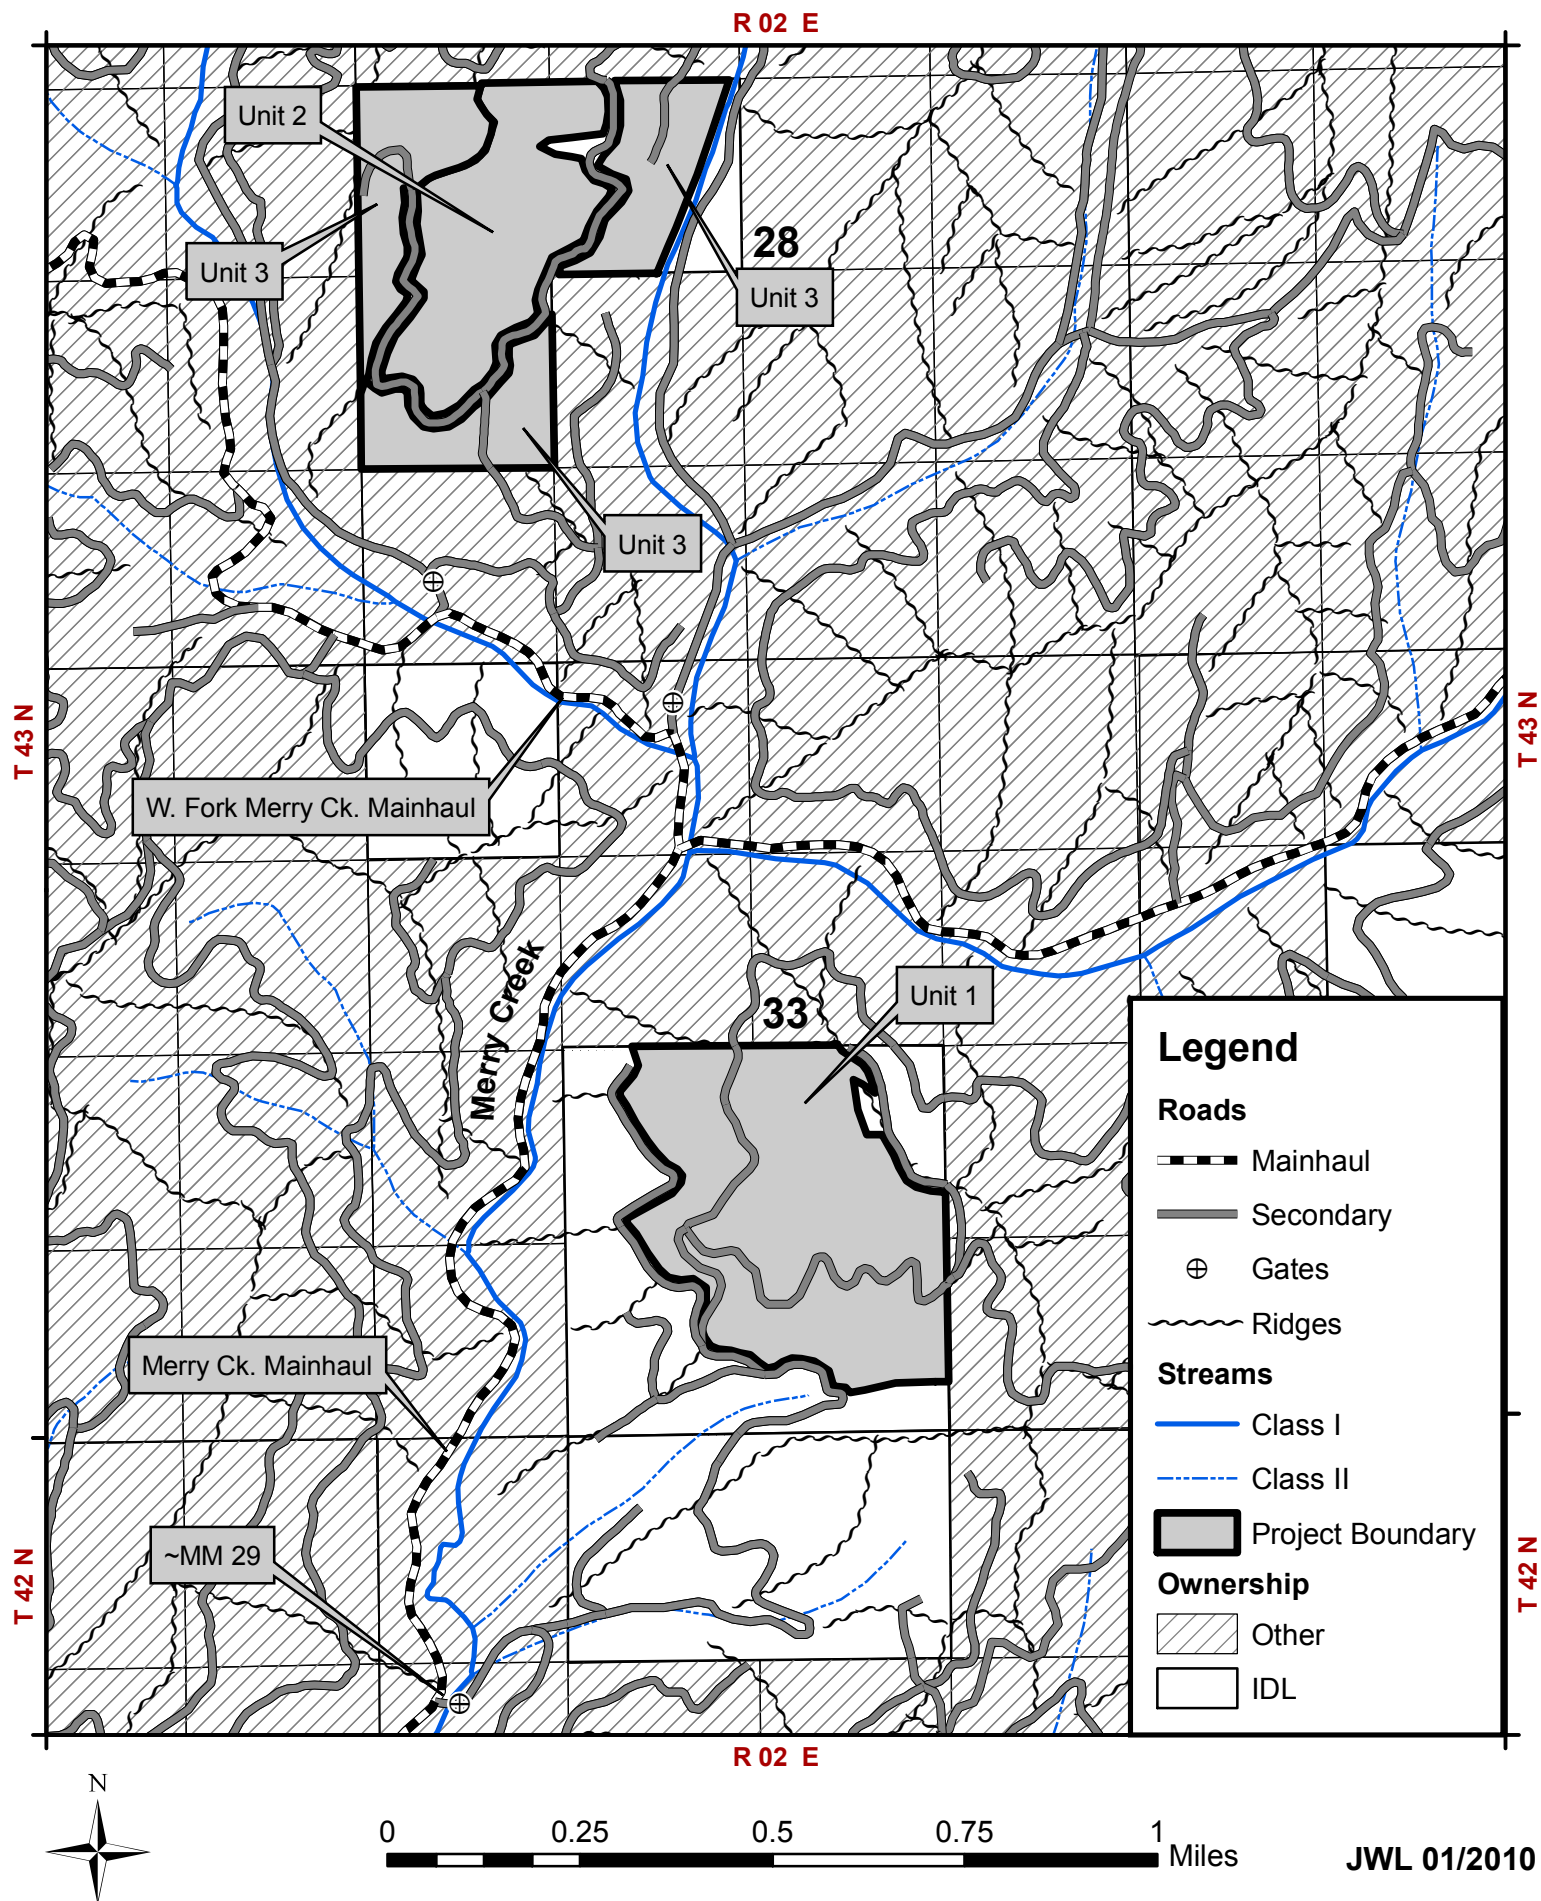 R 02 E
Unit 2
28
Unit 3
Unit 3
Unit 3
T 43 N
T 43 N
W. Fork Merry Ck. Mainhaul
Merry Creek
Unit 1
33
Merry Ck. Mainhaul
~MM 29
T 42 N
T 42 N
Legend
Roads
Mainhaul
Secondary
Gates
Ridges
Streams
Class I
Class II
Project Boundary
Ownership
Other
IDL
R 02 E
N
0 0.25 0.5 0.75 1
Miles
JWL 01/2010